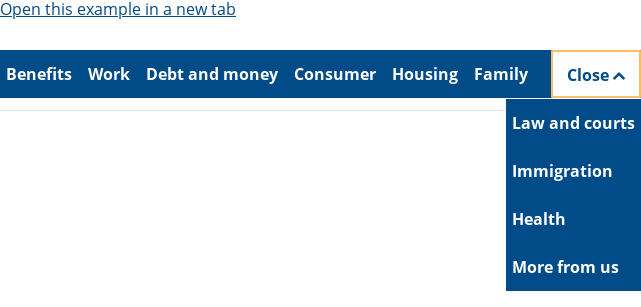 Open this example in a new tab
Benefits Work Debt and money Consumer Housing Family Close
Law and courts
Immigration
Health
More from us